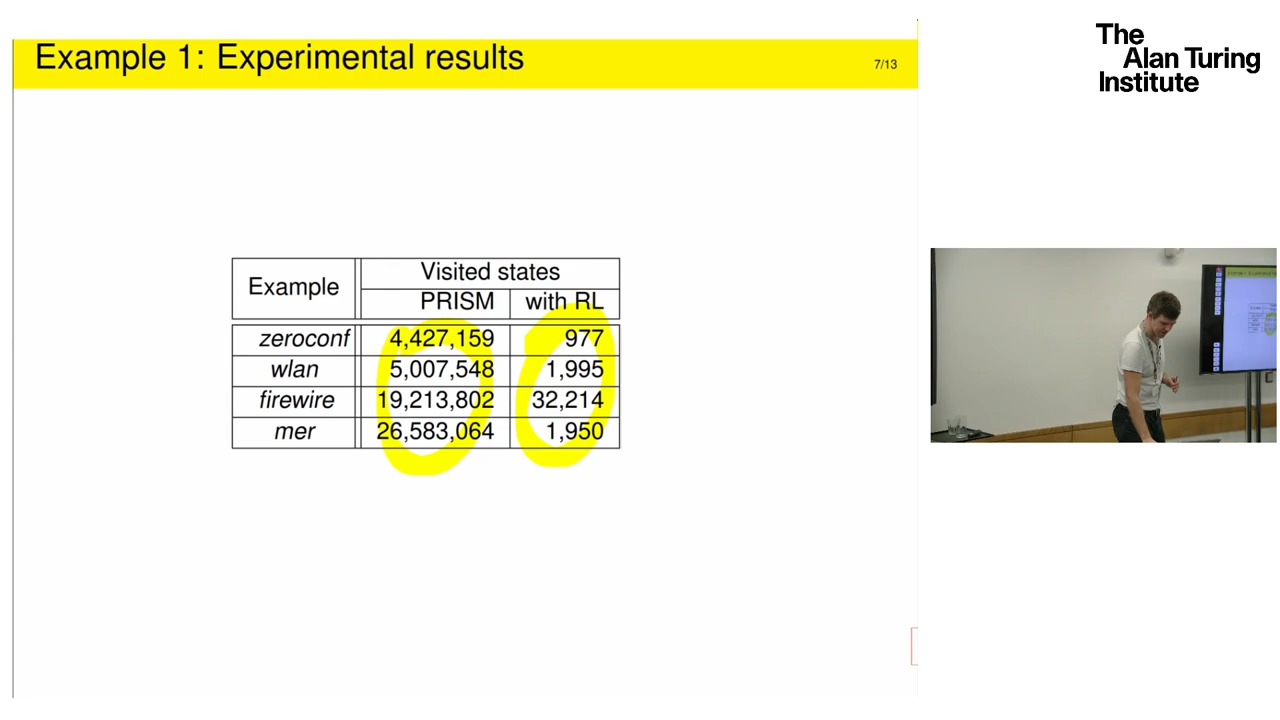 Example 1: Experimental results
7/13
The
Alan Turing
Institute
Example
Visited states
PRISM with RL
zeroconf 4,427,159 977
wlan 5,007,548 1,995
firewire 19,213,802 32,214
mer 26,583,064 1,950